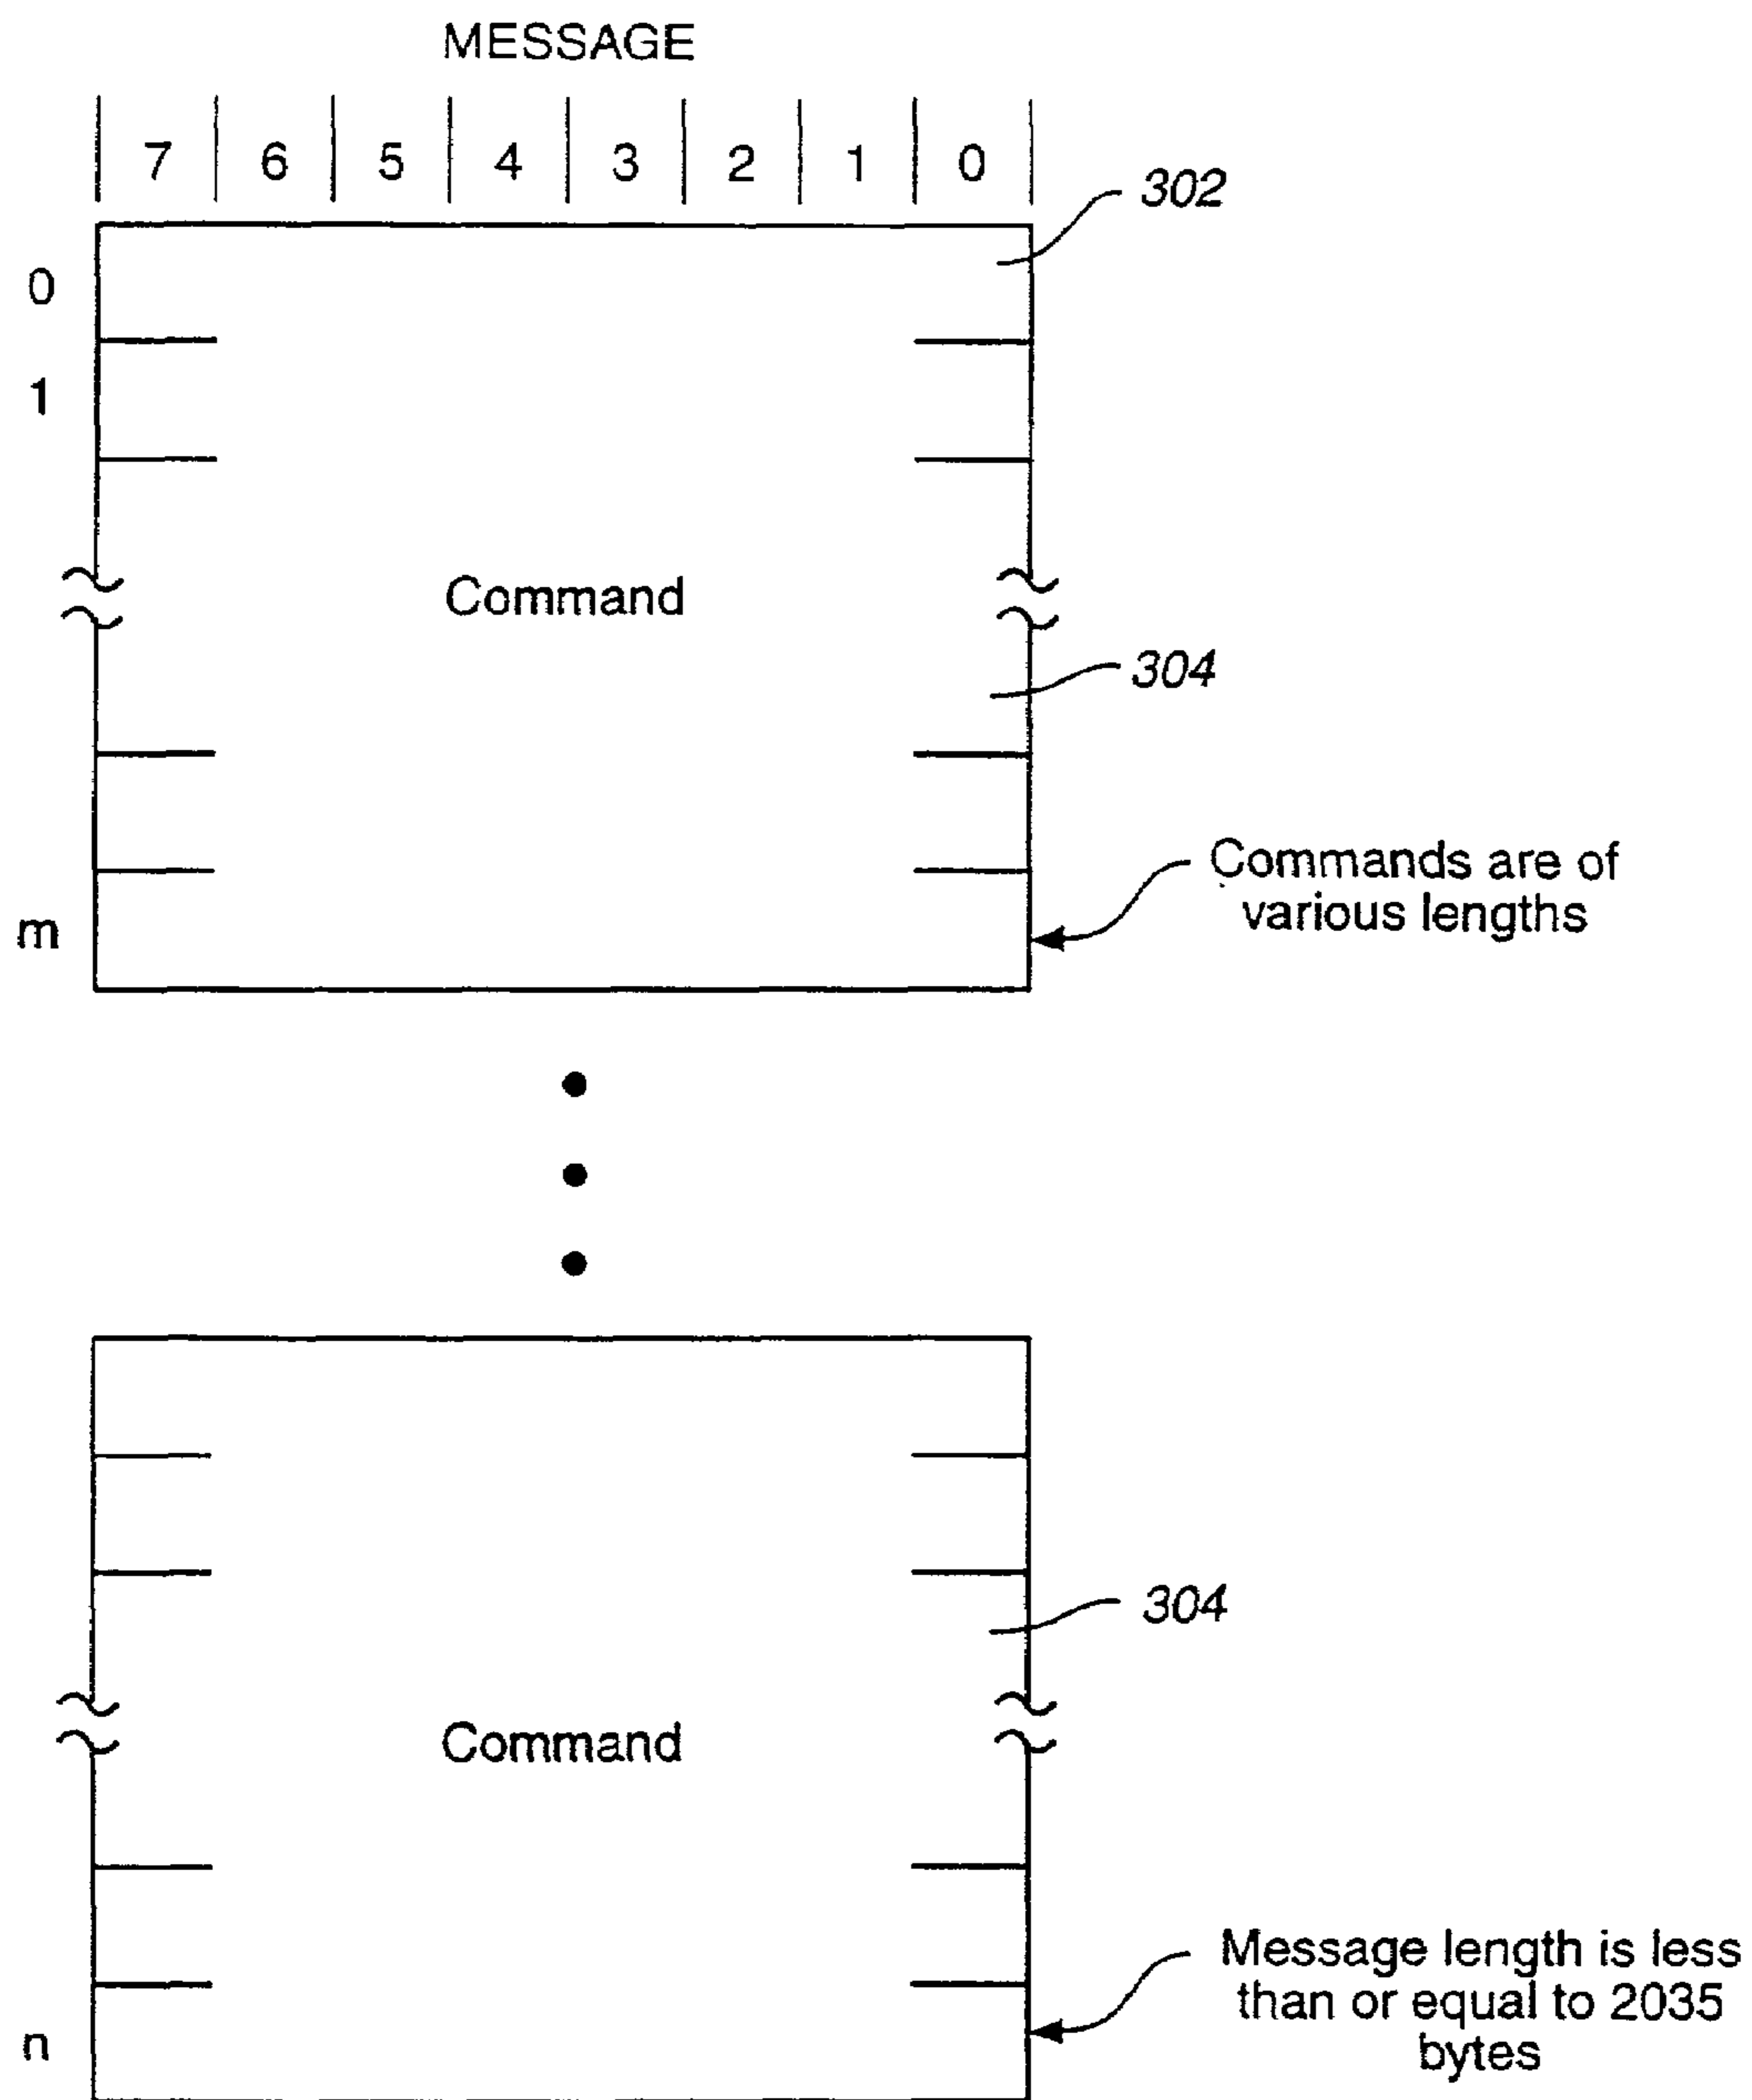 MESSAGE
7 6 5 4 3 2 1 0
302
0
1
Command
304
Commands are of
various lengths
m
304
Command
Message length is less
than or equal to 2035
bytes
n